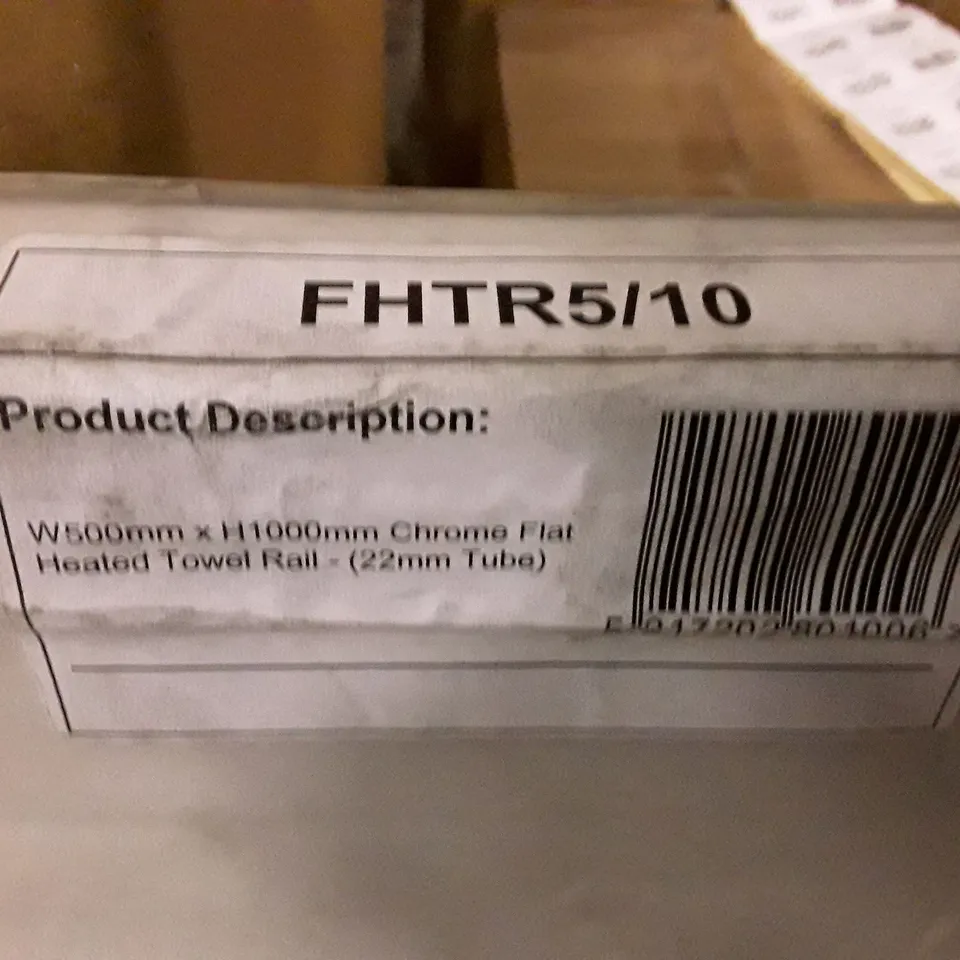 FHTR5/10
Product Description:
W500mm x H1000mm Chrome Flat
Heated Towel Rail - (22mm Tube)